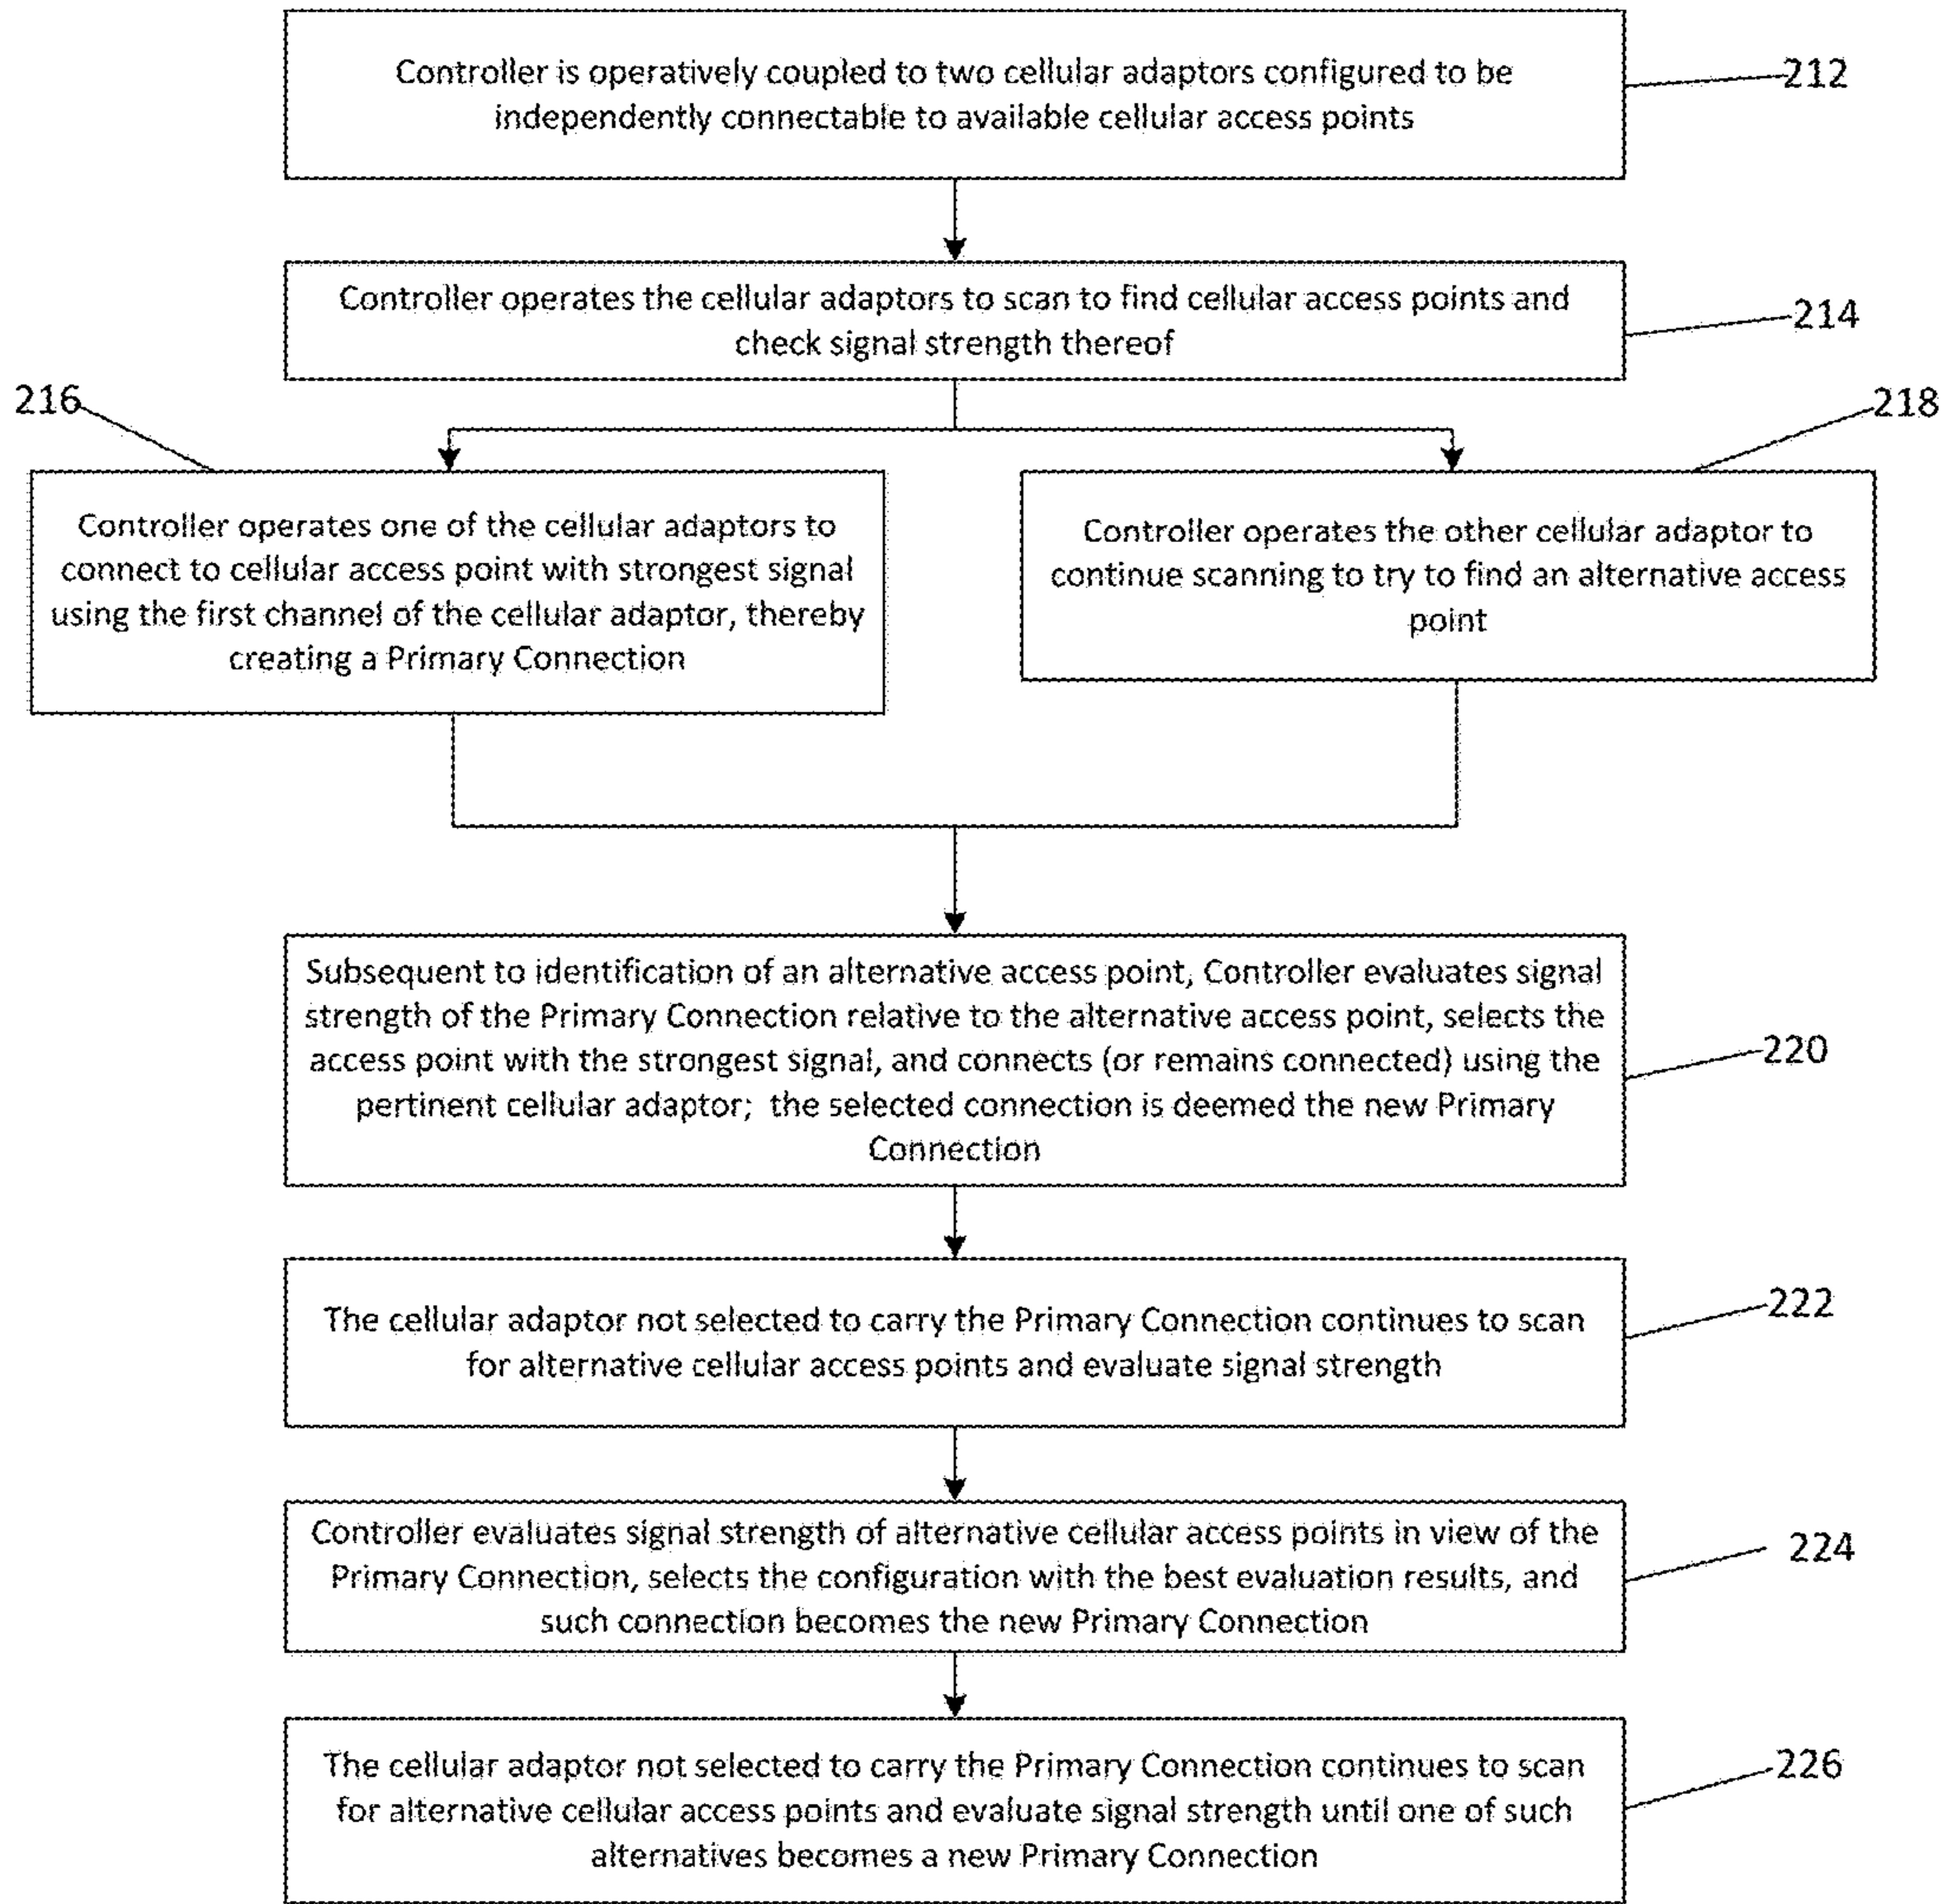 Controller is operatively coupled to two cellular adaptors configured to be
independently connectable to available cellular access points
212
Controller operates the cellular adaptors to scan to find cellular access points and
check signal strength thereof
214
216
218
Controller operates one of the cellular adaptors to
connect to cellular access point with strongest signal
using the first channel of the cellular adaptor, thereby
creating a Primary Connection
Controller operates the other cellular adaptor to
continue scanning to try to find an alternative access
point
Subsequent to identification of an alternative access point, Controller evaluates signal
strength of the Primary Connection relative to the alternative access point, selects the
access point with the strongest signal, and connects (or remains connected) using the
pertinent cellular adaptor; the selected connection is deemed the new Primary
Connection
220
The cellular adaptor not selected to carry the Primary Connection continues to scan
for alternative cellular access points and evaluate signal strength
222
Controller evaluates signal strength of alternative cellular access points in view of the
Primary Connection, selects the configuration with the best evaluation results, and
such connection becomes the new Primary Connection
224
The cellular adaptor not selected to carry the Primary Connection continues to scan
for alternative cellular access points and evaluate signal strength until one of such
alternatives becomes a new Primary Connection
226